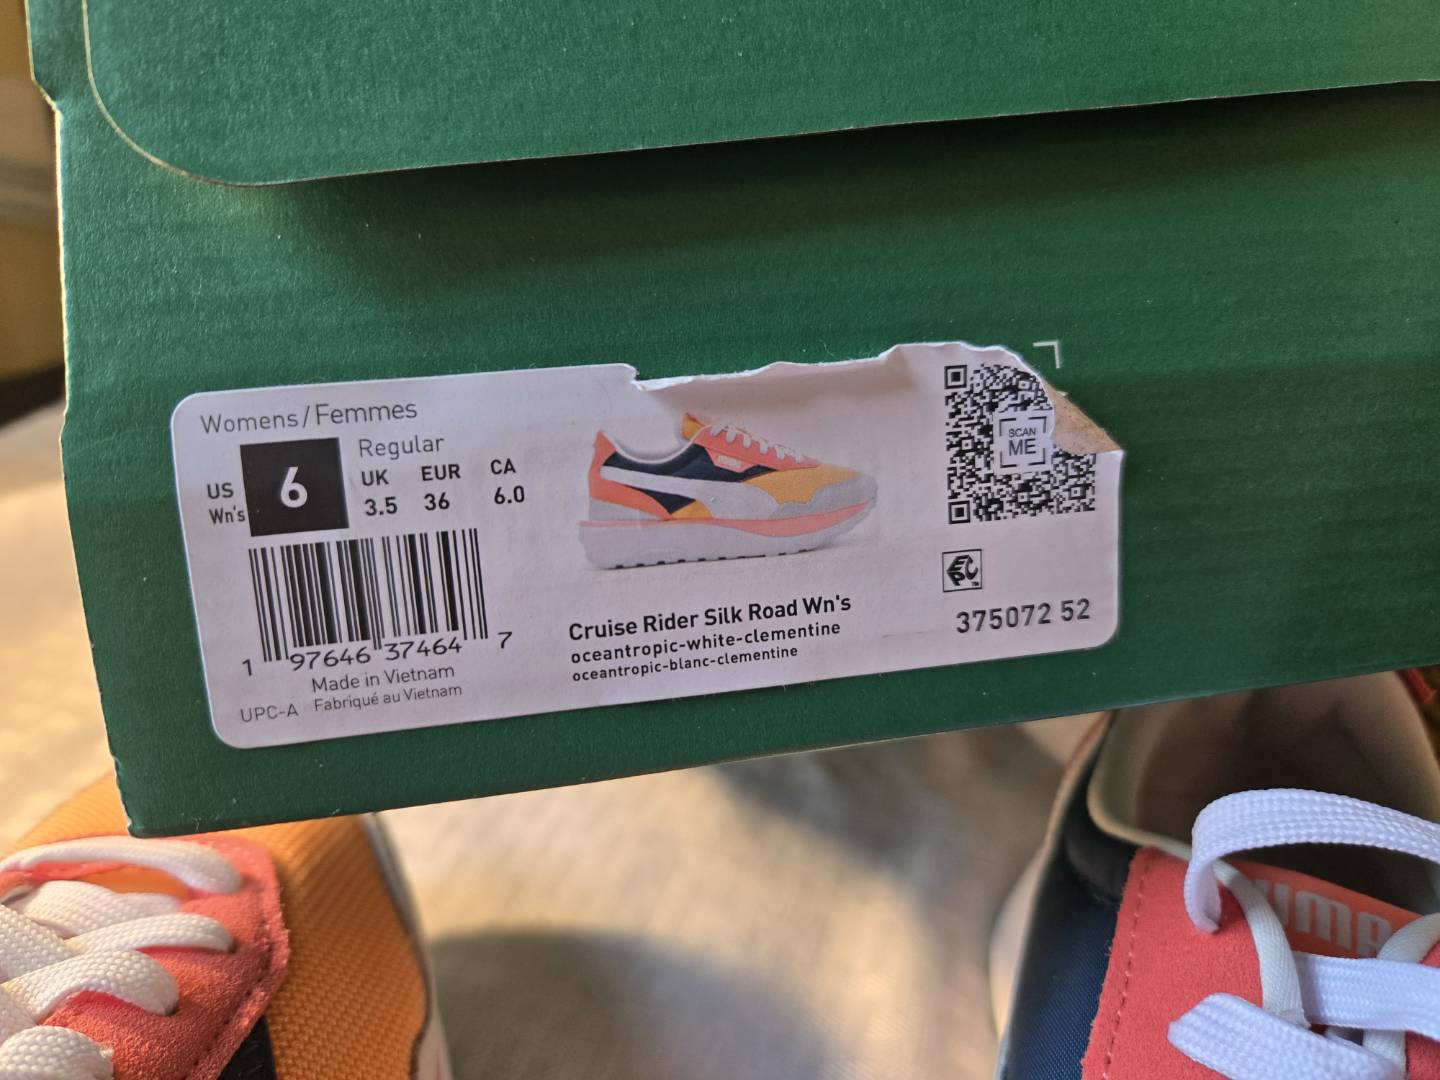 Womens/Femmes
Regular
US Wn's 6
UK EUR CA
3.5 36 6.0
1 97646 37464 7
Made in Vietnam
UPC-A Fabriqué au Vietnam
Cruise Rider Silk Road Wn's
oceantropic-white-clementine
oceantropic-blanc-clementine
SCAN
ME
EPC™
375072 52
PUMA